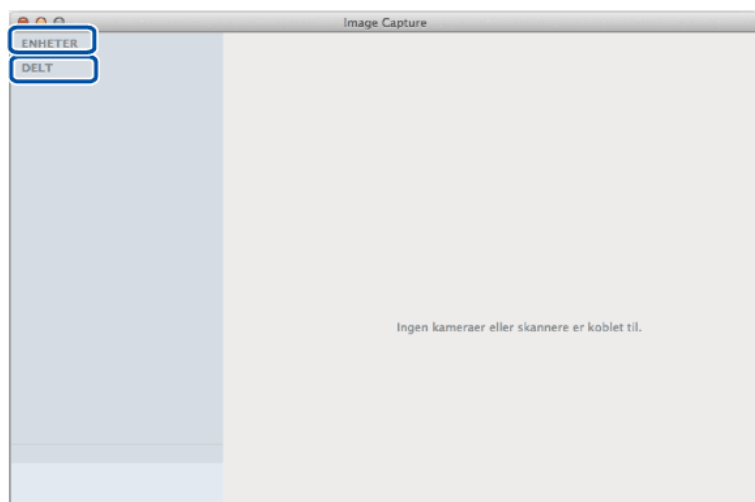 Image Capture
ENHETER
DELT
Ingen kameraer eller skannere er koblet til.